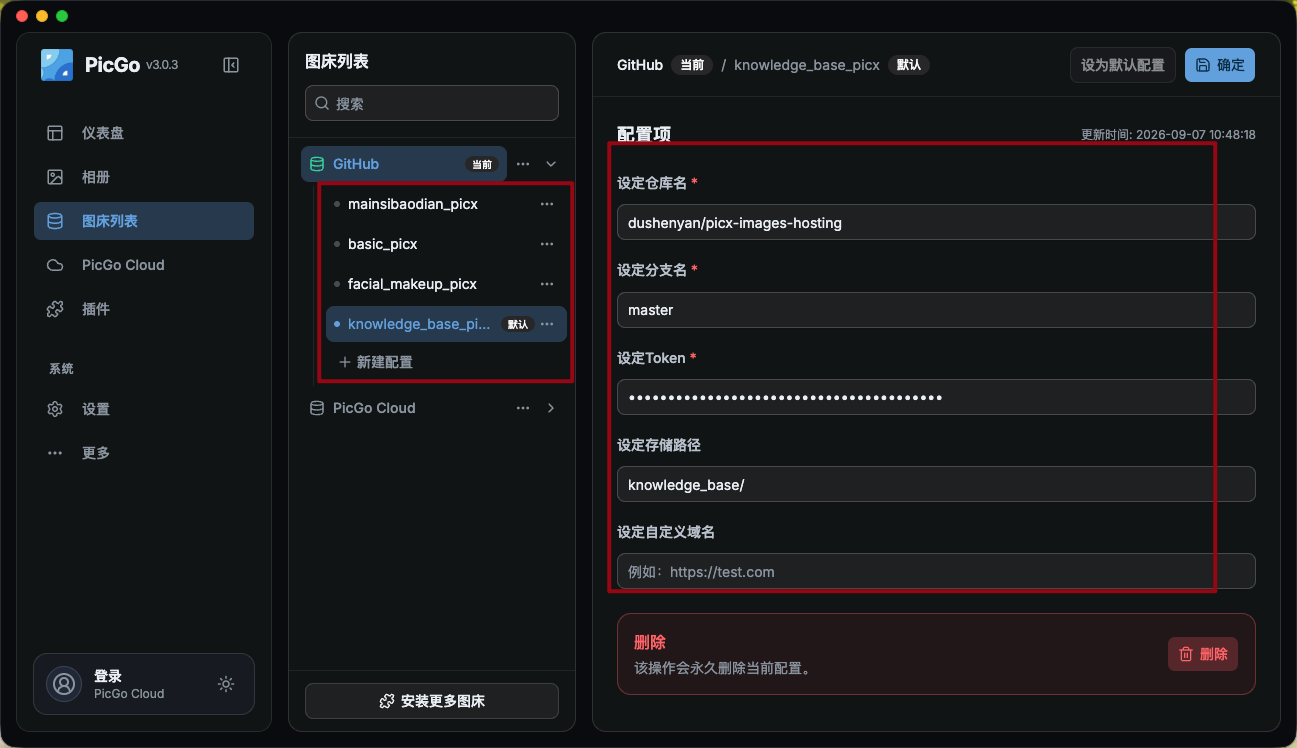 PicGo v3.0.3
仪表盘
相册
图床列表
PicGo Cloud
插件
系统
设置
更多
登录
PicGo Cloud
图床列表
搜索
GitHub 当前
mainsibaodian_picx
basic_picx
facial_makeup_picx
knowledge_base_pi... 默认
新建配置
PicGo Cloud
安装更多图床
GitHub 当前 / knowledge_base_picx 默认
设为默认配置 确定
配置项
更新时间: 2026-09-07 10:48:18
设定仓库名 *
dushenyan/picx-images-hosting
设定分支名 *
master
设定Token *
••••••••••••••••••••••••••••••••••••••••
设定存储路径
knowledge_base/
设定自定义域名
例如：https://test.com
删除
该操作会永久删除当前配置。
删除